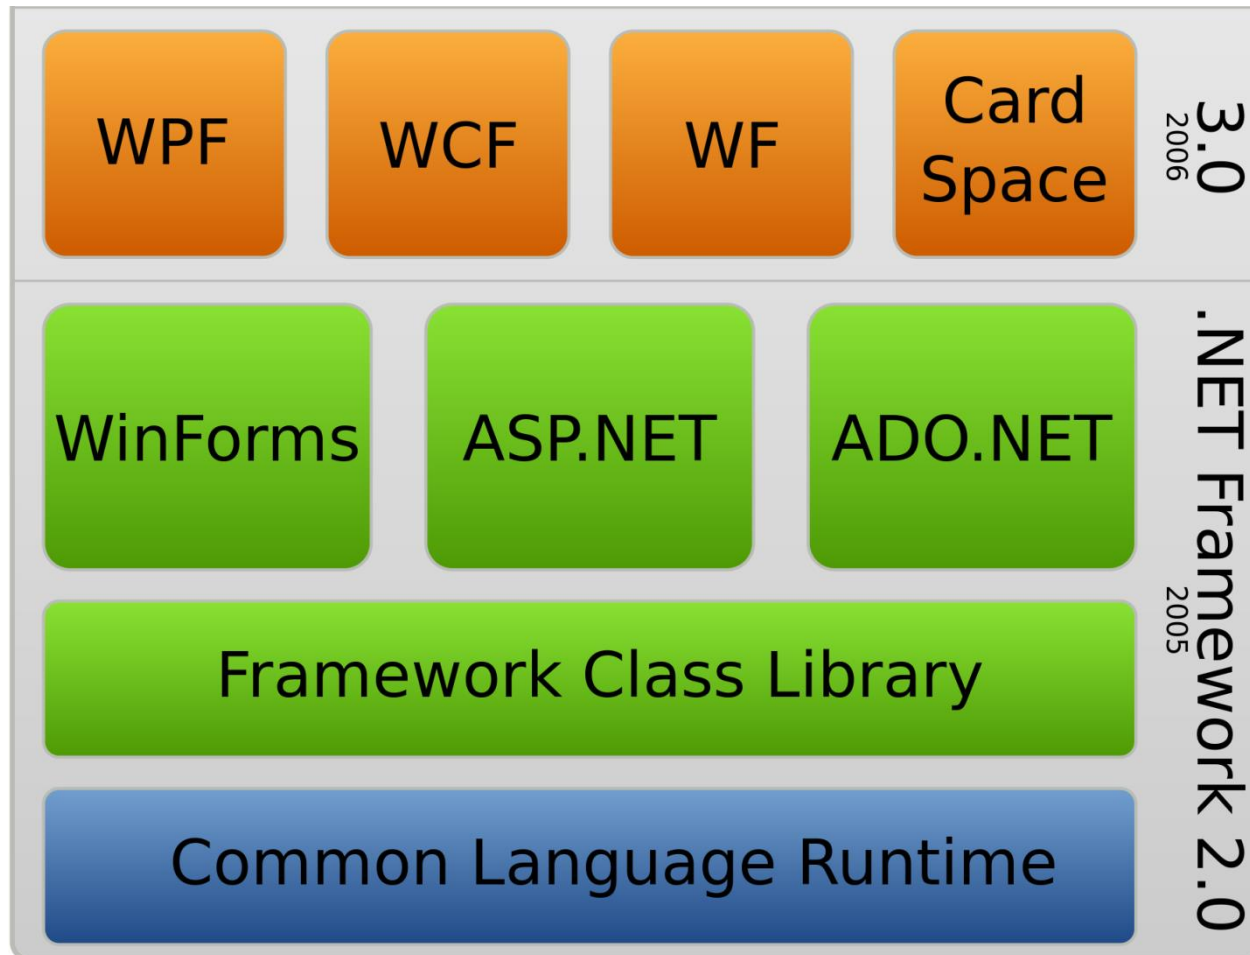 WPF
WCF
WF
Card
Space
3.0
2006
WinForms
ASP.NET
ADO.NET
Framework Class Library
Common Language Runtime
.NET Framework 2.0
2005